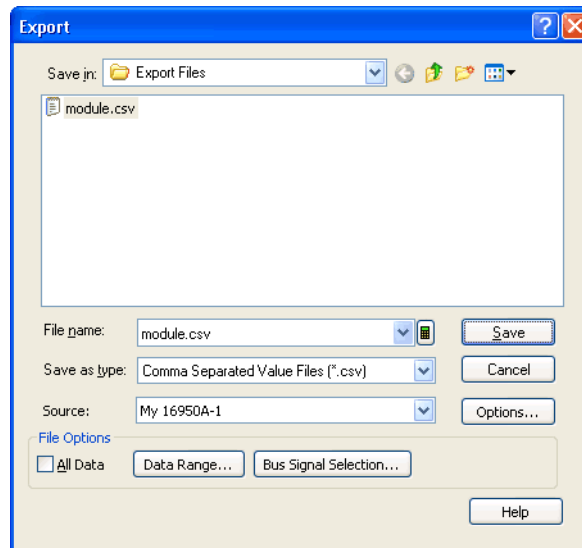 Export
Save in: Export Files
module.csv
File name: module.csv Save
Save as type: Comma Separated Value Files (*.csv) Cancel
Source: My 16950A-1 Options...
File Options
All Data Data Range... Bus Signal Selection...
Help